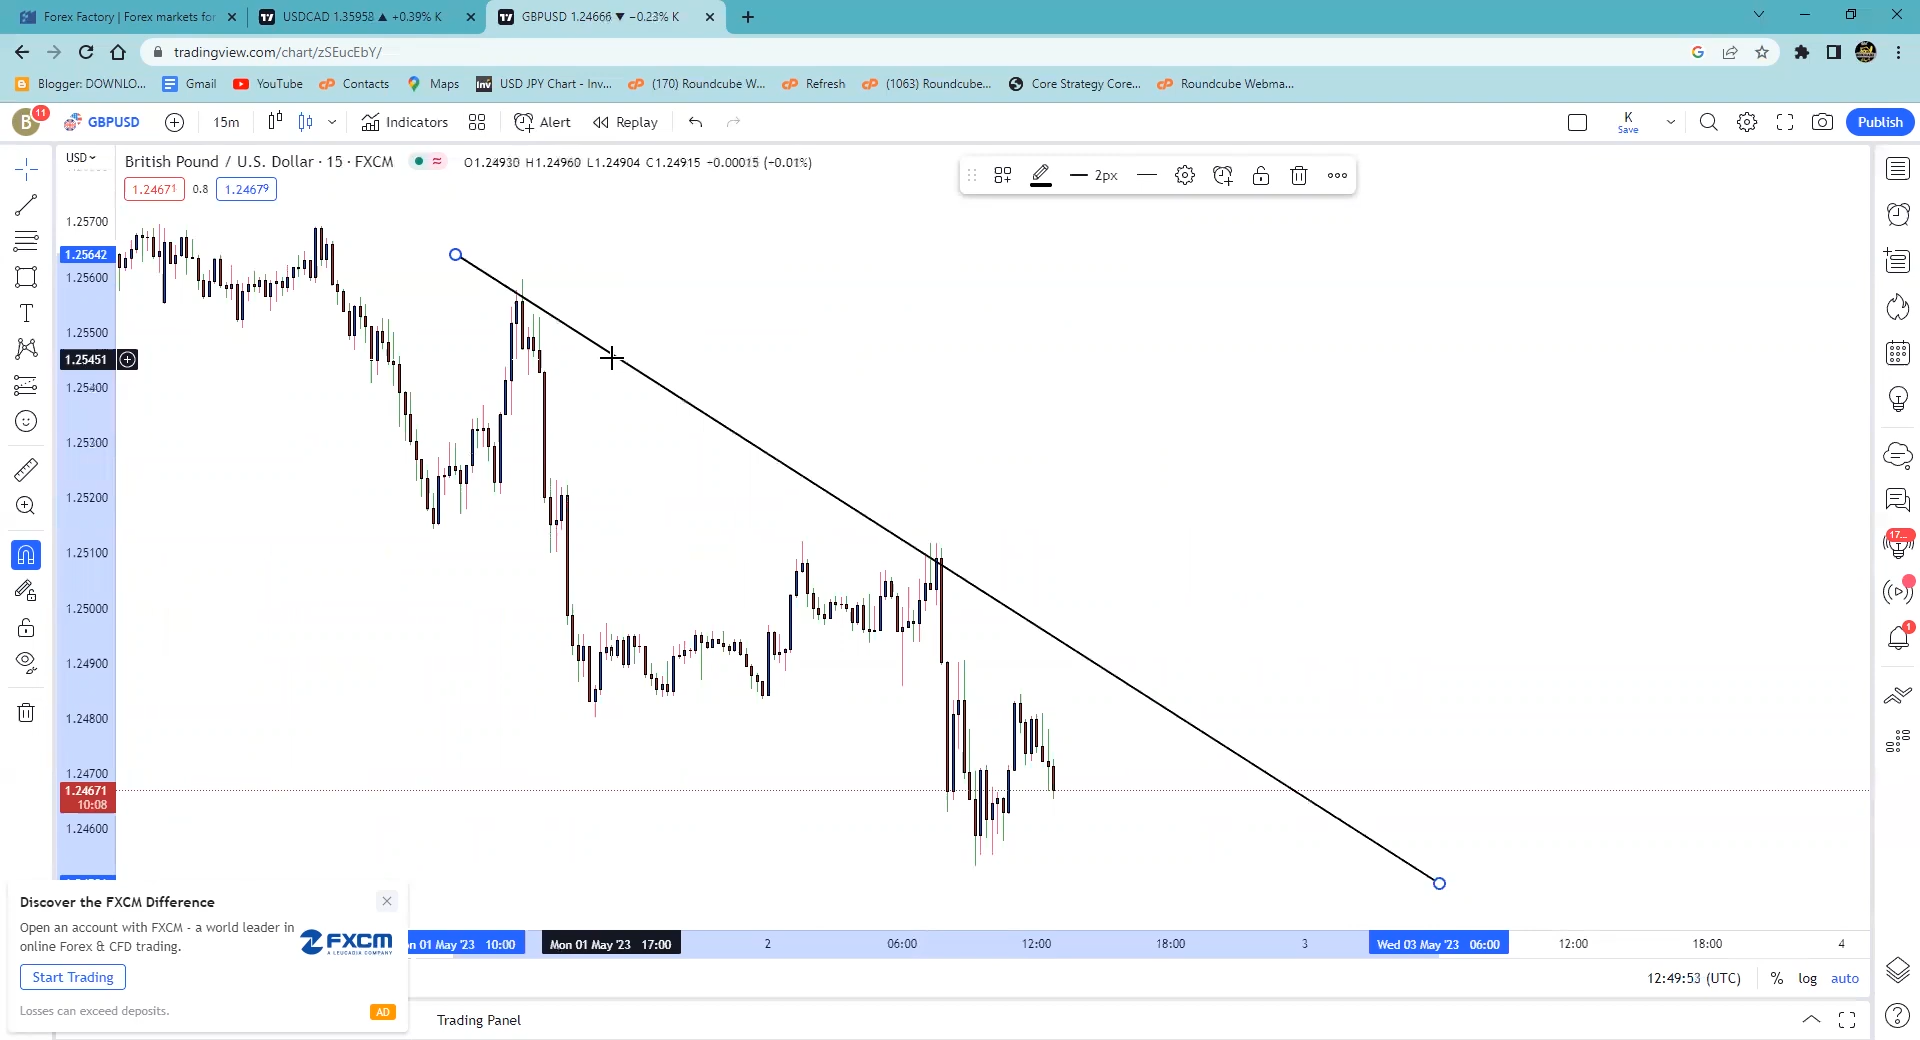 Forex Factory | Forex markets for
USDCAD 1.35958 ▲ +0.39% K
GBPUSD 1.24666 ▼ −0.23% K
tradingview.com/chart/zSEucEbY/
Blogger: DOWNLO...
Gmail
YouTube
Contacts
Maps
USD JPY Chart - Inv...
(170) Roundcube W...
Refresh
(1063) Roundcube...
Core Strategy Core...
Roundcube Webma...
B
11
GBPUSD
15m
Indicators
Alert
Replay
K
Save
Publish
USD
British Pound / U.S. Dollar · 15 · FXCM
O1.24930 H1.24960 L1.24904 C1.24915 −0.00015 (−0.01%)
1.24671
0.8
1.24679
2px
1.25700
1.25642
1.25600
1.25500
1.25451
1.25400
1.25300
1.25200
1.25100
1.25000
1.24900
1.24800
1.24700
1.24671
10:08
1.24600
17...
1
Discover the FXCM Difference
Open an account with FXCM - a world leader in
online Forex & CFD trading.
FXCM
A LEUCADIA COMPANY
Start Trading
Losses can exceed deposits.
AD
01 May '23 10:00
Mon 01 May '23 17:00
2
06:00
12:00
18:00
3
Wed 03 May '23 06:00
12:00
18:00
4
12:49:53 (UTC)
%
log
auto
Trading Panel